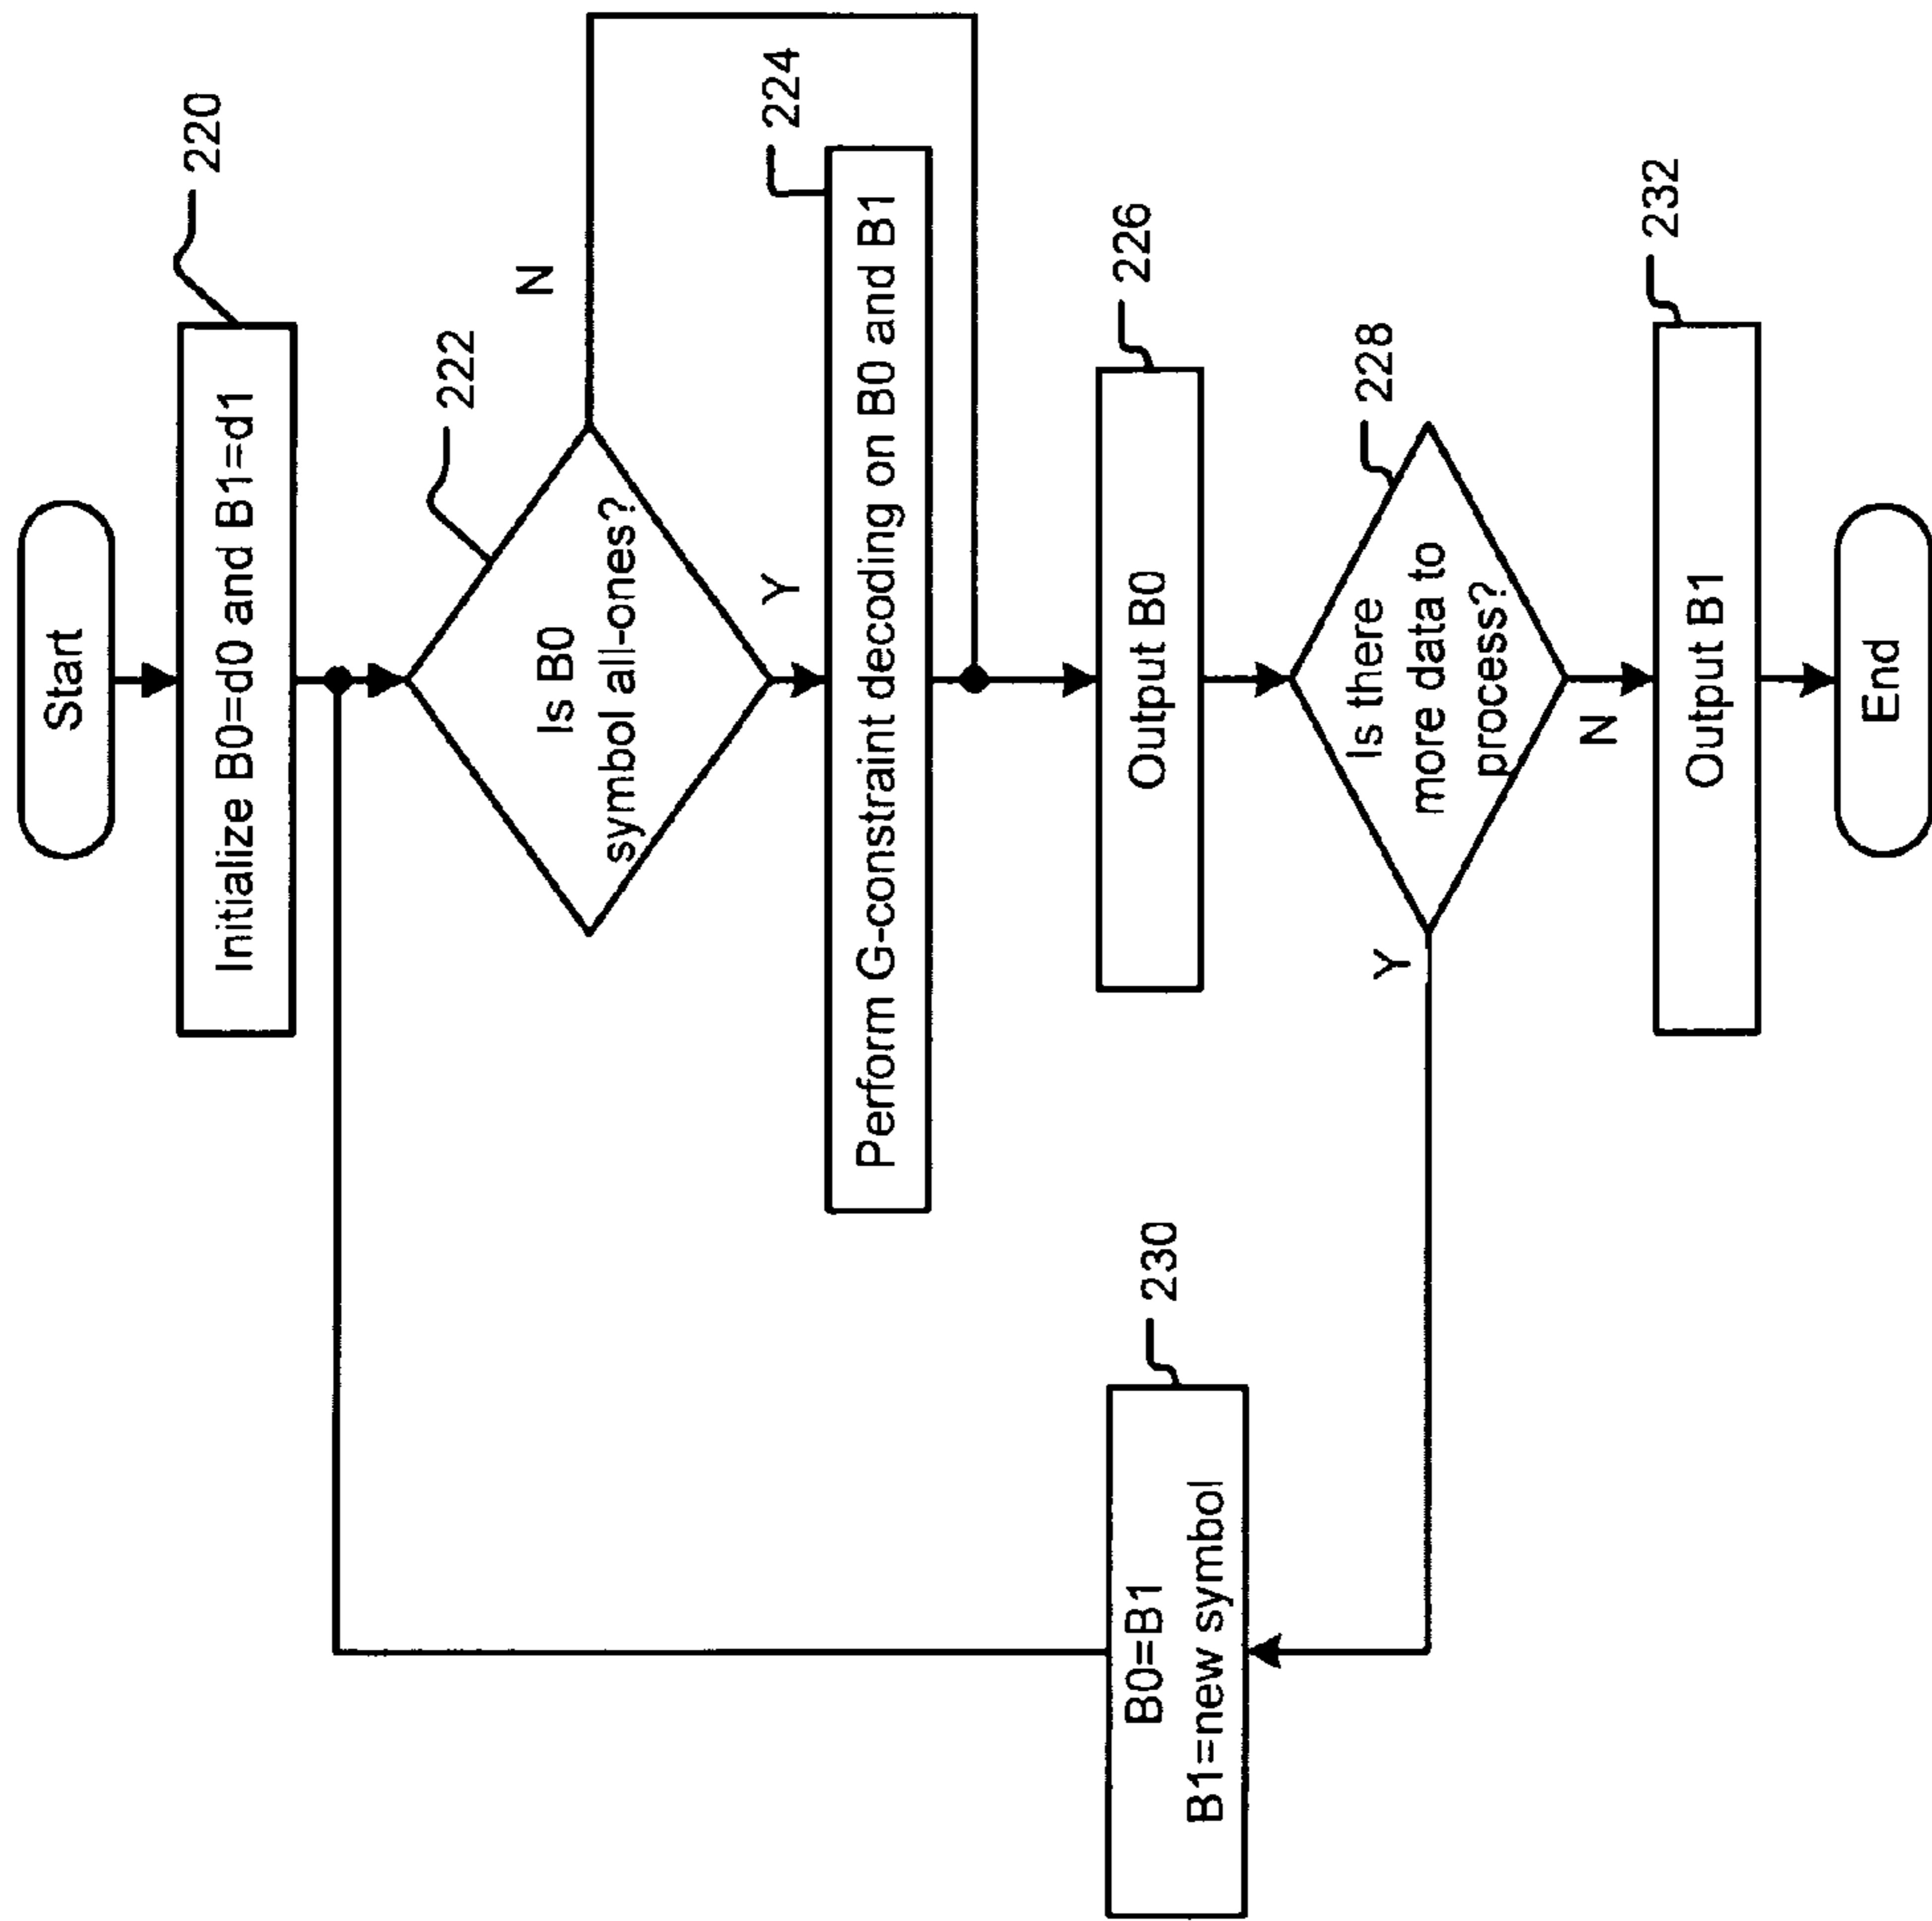 Start
220
Initialize B0=d0 and B1=d1
222
Is B0
symbol all-ones?
N
Y
224
Perform G-constraint decoding on B0 and B1
226
Output B0
228
Is there
more data to
process?
Y
N
230
B0=B1
B1=new symbol
232
Output B1
End